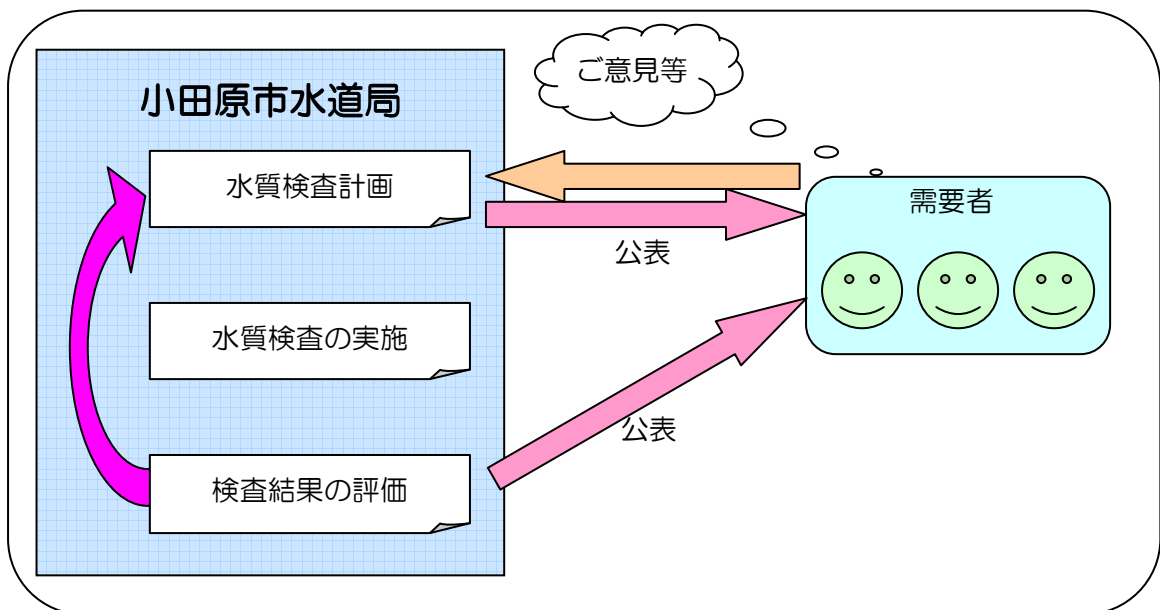 ご意見等
小田原市水道局
水質検査計画
需要者
公表
水質検査の実施
公表
検査結果の評価